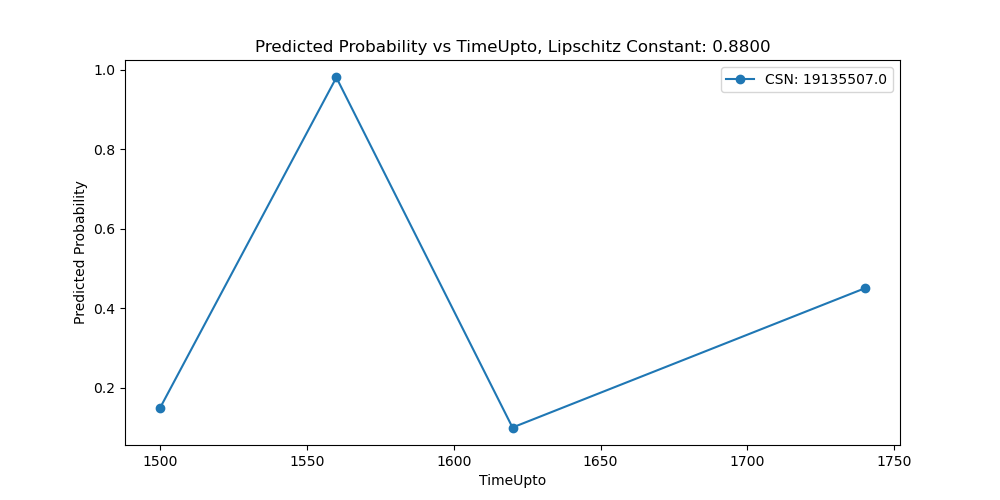 Predicted Probability vs TimeUpto, Lipschitz Constant: 0.8800
CSN: 19135507.0
Predicted Probability
1.0
0.8
0.6
0.4
0.2
1500 1550 1600 1650 1700 1750
TimeUpto